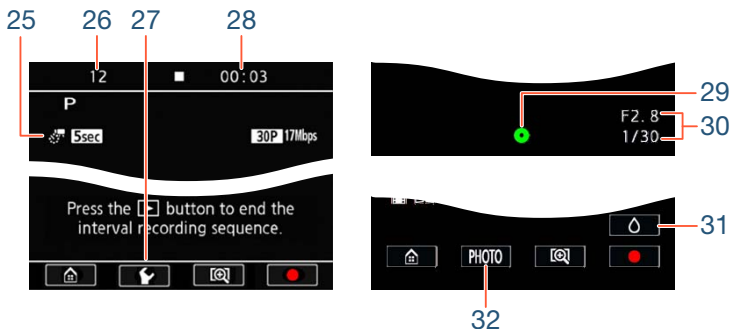 25 26 27 28
12 00:03
P
5sec 30P 17Mbps
Press the button to end the
interval recording sequence.
29
F2.8
30
1/30
31
PHOTO
32